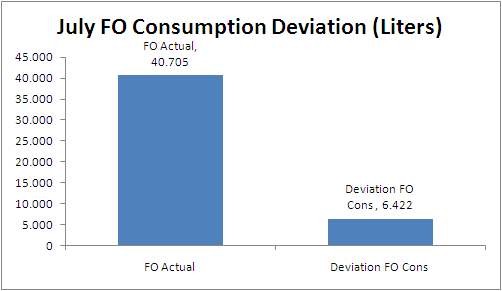 July FO Consumption Deviation (Liters)
FO Actual,
40.705
45.000
40.000
35.000
30.000
25.000
20.000
15.000
10.000
5.000
0
Deviation FO
Cons , 6.422
FO Actual
Deviation FO Cons